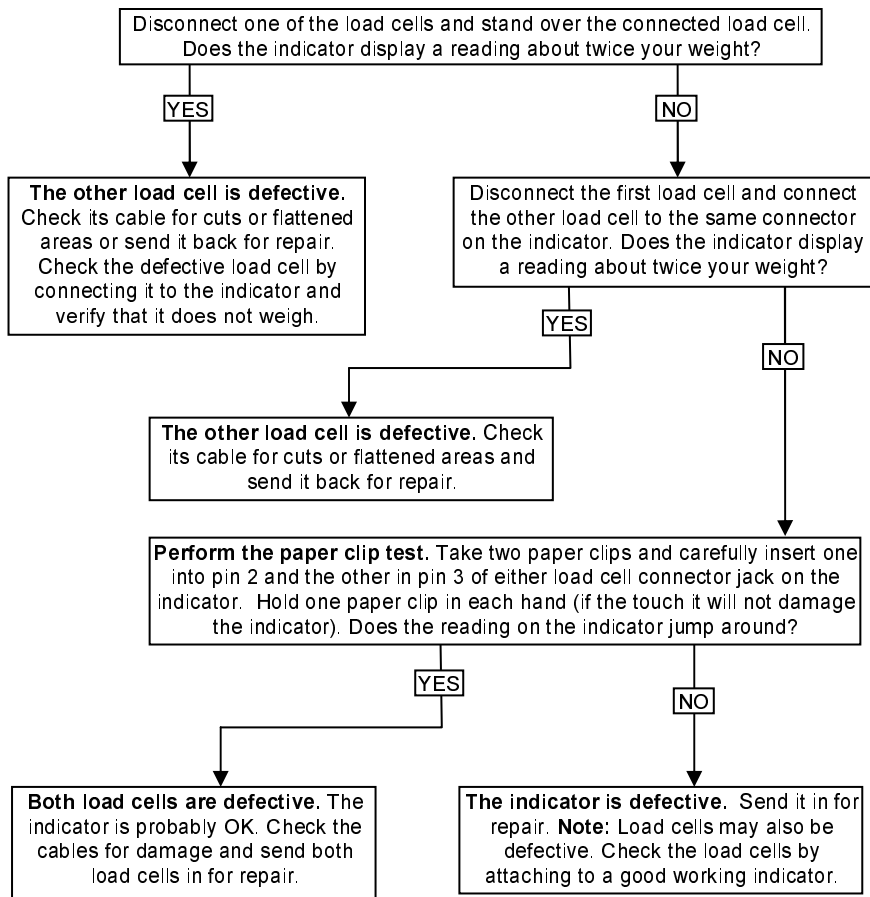 Disconnect one of the load cells and stand over the connected load cell.
Does the indicator display a reading about twice your weight?
YES
NO
The other load cell is defective.
Check its cable for cuts or flattened
areas or send it back for repair.
Check the defective load cell by
connecting it to the indicator and
verify that it does not weigh.
Disconnect the first load cell and connect
the other load cell to the same connector
on the indicator. Does the indicator display
a reading about twice your weight?
YES
NO
The other load cell is defective. Check
its cable for cuts or flattened areas and
send it back for repair.
Perform the paper clip test. Take two paper clips and carefully insert one
into pin 2 and the other in pin 3 of either load cell connector jack on the
indicator. Hold one paper clip in each hand (if the touch it will not damage
the indicator). Does the reading on the indicator jump around?
YES
NO
Both load cells are defective. The
indicator is probably OK. Check the
cables for damage and send both
load cells in for repair.
The indicator is defective. Send it in for
repair. Note: Load cells may also be
defective. Check the load cells by
attaching to a good working indicator.